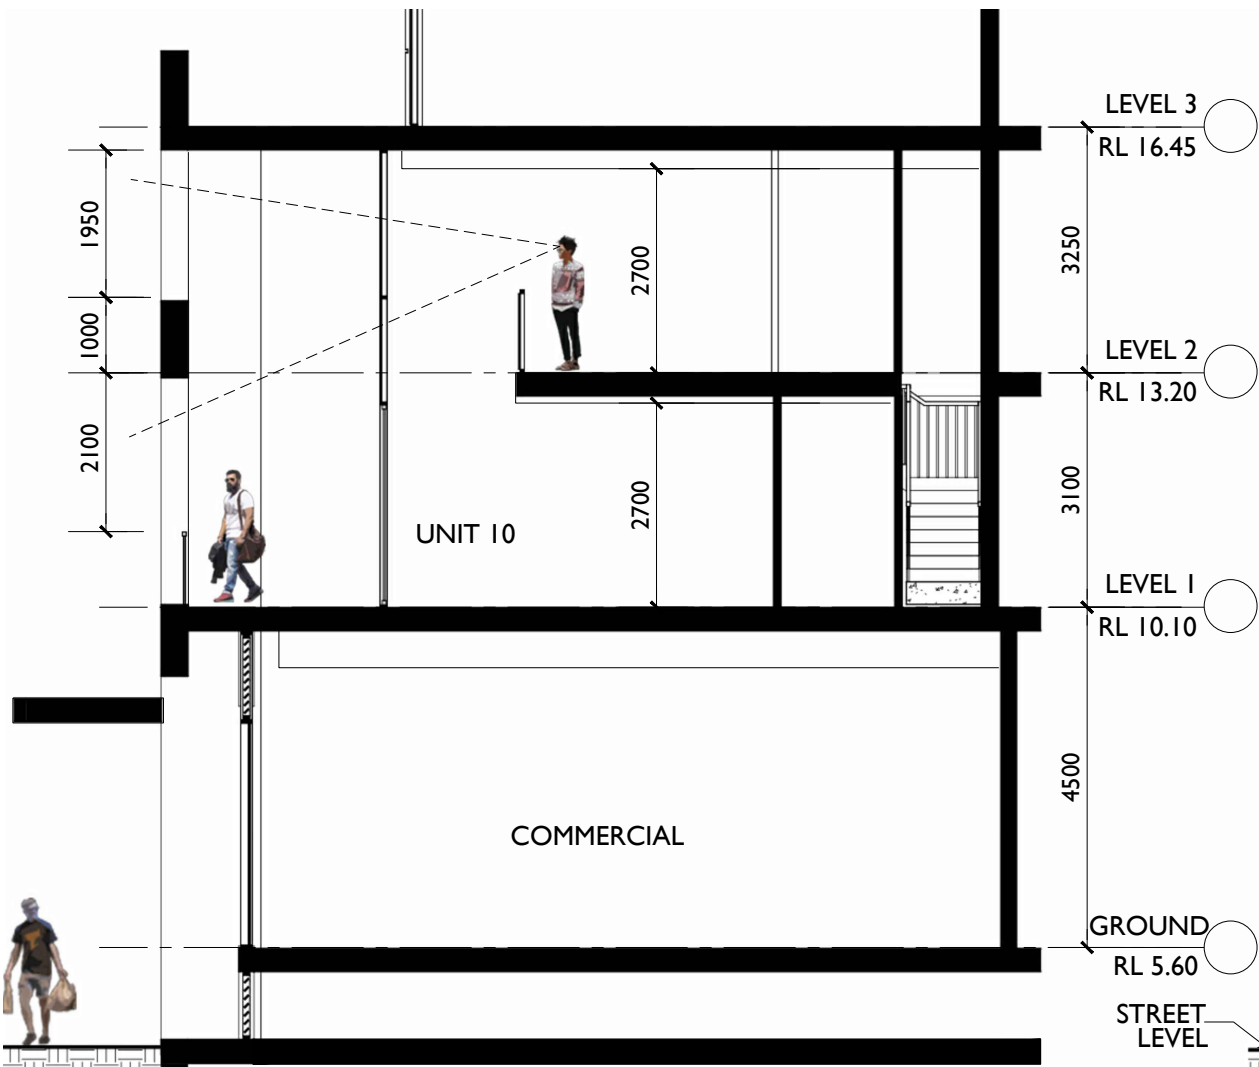 LEVEL 3
RL 16.45
1950
2700
3250
1000
LEVEL 2
RL 13.20
2100
2700
3100
UNIT 10
LEVEL 1
RL 10.10
4500
COMMERCIAL
GROUND
RL 5.60
STREET
LEVEL